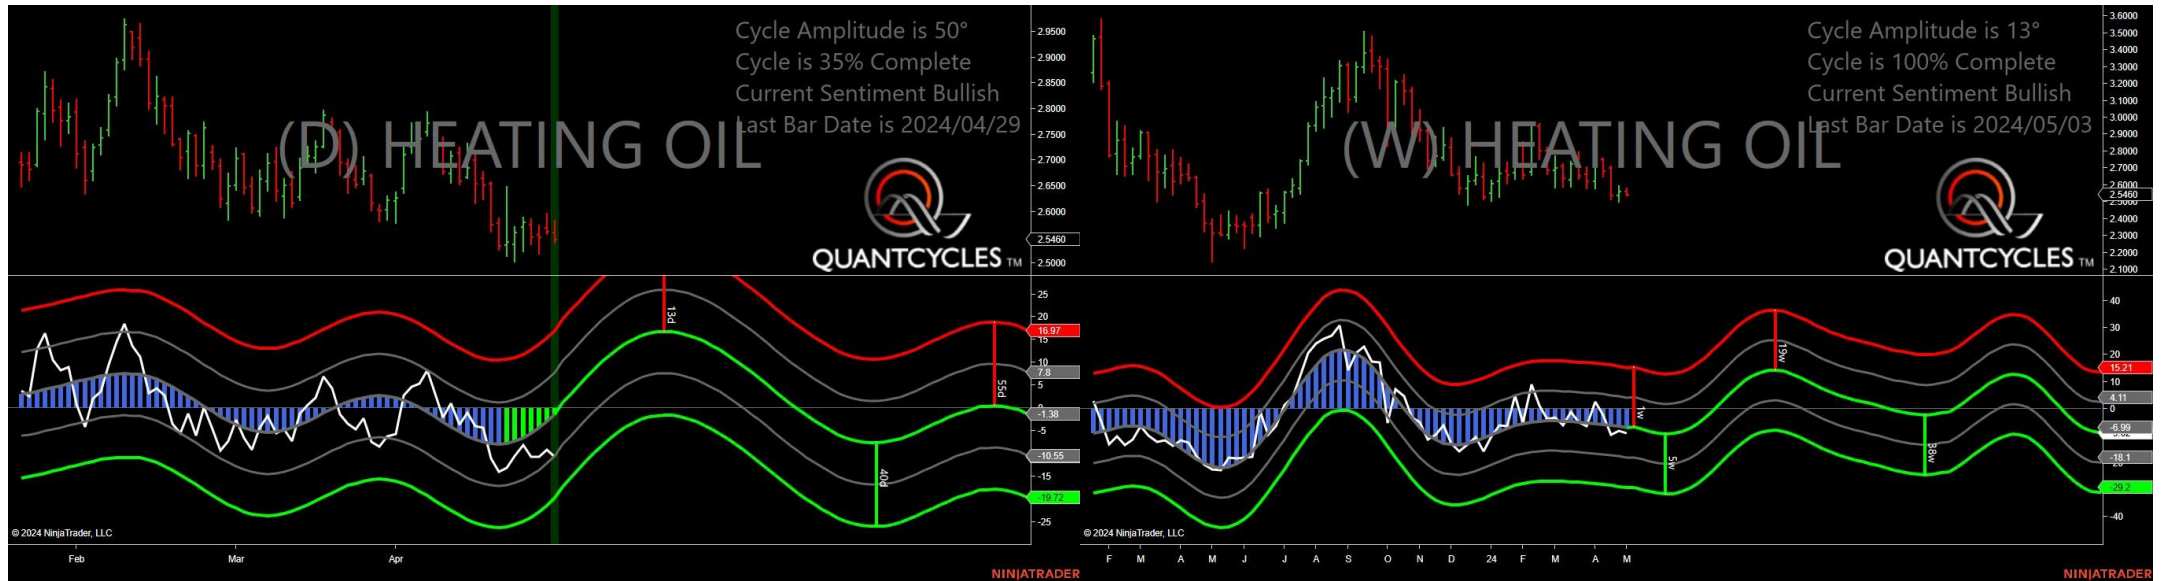 Cycle Amplitude is 50°
Cycle is 35% Complete
Current Sentiment Bullish
Last Bar Date is 2024/04/29
(D) HEATING OIL
QUANTCYCLES TM
2.9500
2.9000
2.8500
2.8000
2.7500
2.7000
2.6500
2.6000
2.5460
2.5000
13d
40d
55d
25
20
16.97
15
10
7.8
5
0
-1.38
-5
-10.55
-15
-19.72
-25
© 2024 NinjaTrader, LLC
Feb Mar Apr
NINJATRADER
Cycle Amplitude is 13°
Cycle is 100% Complete
Current Sentiment Bullish
Last Bar Date is 2024/05/03
(W) HEATING OIL
QUANTCYCLES TM
3.6000
3.5000
3.4000
3.3000
3.2000
3.1000
3.0000
2.9000
2.8000
2.7000
2.6000
2.5460
2.5000
2.4000
2.3000
2.2000
2.1000
1w
5w
19w
38w
40
30
20
15.21
10
4.11
0
-6.99
-18.1
-29.2
-40
© 2024 NinjaTrader, LLC
F M A M J J A S O N D 24 F M A M
NINJATRADER